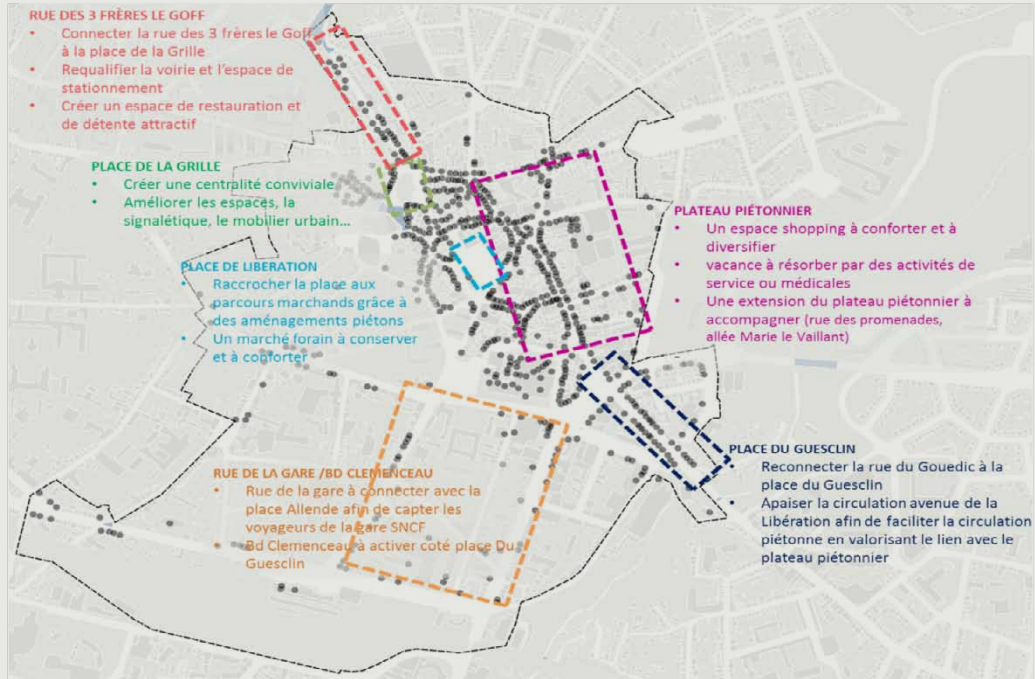 RUE DES 3 FRÈRES LE GOFF
• Connecter la rue des 3 frères le Goff
à la place de la Grille
• Requalifier la voirie et l'espace de
stationnement
• Créer un espace de restauration et
de détente attractif
PLACE DE LA GRILLE
• Créer une centralité conviviale
• Améliorer les espaces, la
signalétique, le mobilier urbain...
PLACE DE LIBERATION
• Raccrocher la place aux
parcours marchands grâce à
des aménagements piétons
• Un marché forain à conserver
et à conforter
PLATEAU PIÉTONNIER
• Un espace shopping à conforter et à
diversifier
• vacance à résorber par des activités de
service ou médicales
• Une extension du plateau piétonnier à
accompagner (rue des promenades,
allée Marie le Vaillant)
RUE DE LA GARE /BD CLEMENCEAU
• Rue de la gare à connecter avec la
place Allende afin de capter les
voyageurs de la gare SNCF
• Bd Clemenceau à activer coté place Du
Guesclin
PLACE DU GUESCLIN
• Reconnecter la rue du Gouedic à la
place du Guesclin
• Apaiser la circulation avenue de la
Libération afin de faciliter la circulation
piétonne en valorisant le lien avec le
plateau piétonnier